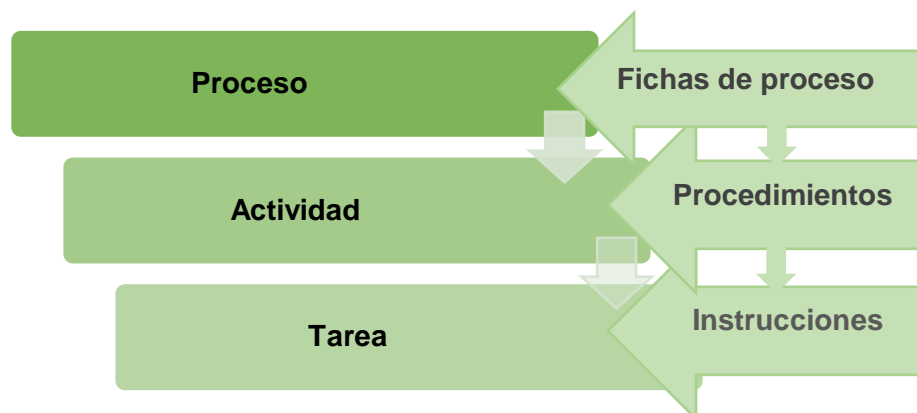 Proceso
Fichas de proceso
Actividad
Procedimientos
Tarea
Instrucciones